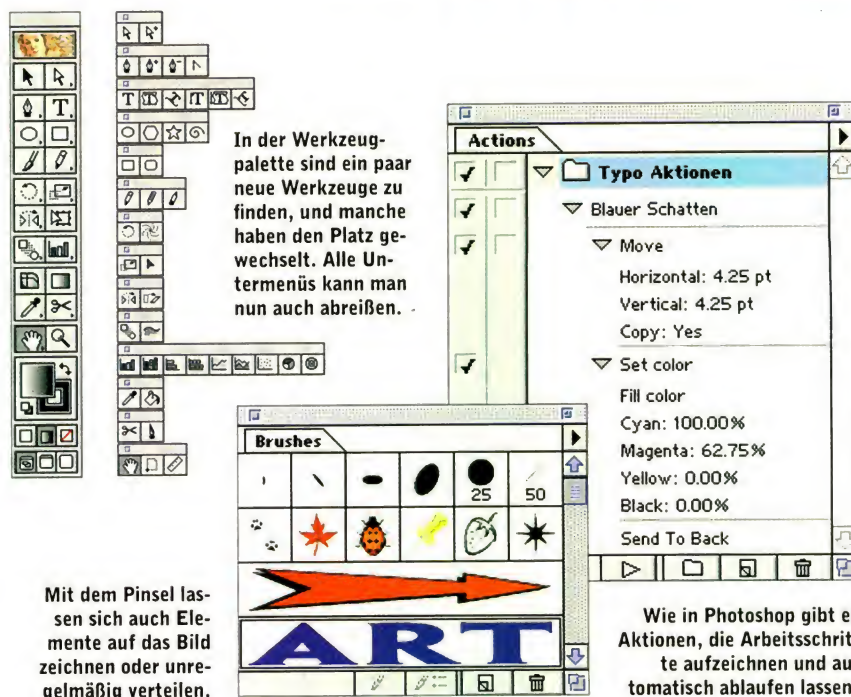 In der Werkzeug-
palette sind ein paar
neue Werkzeuge zu
finden, und manche
haben den Platz ge-
wechselt. Alle Un-
termenüs kann man
nun auch abreißen.
Actions
Typo Aktionen
Blauer Schatten
Move
Horizontal: 4.25 pt
Vertical: 4.25 pt
Copy: Yes
Set color
Fill color
Cyan: 100.00%
Magenta: 62.75%
Yellow: 0.00%
Black: 0.00%
Send To Back
Brushes
25 50
ART
Mit dem Pinsel las-
sen sich auch Ele-
mente auf das Bild
zeichnen oder unre-
gelmäßig verteilen.
Wie in Photoshop gibt e
Aktionen, die Arbeitsschrit
te aufzeichnen und au
tomatisch ablaufen lassen